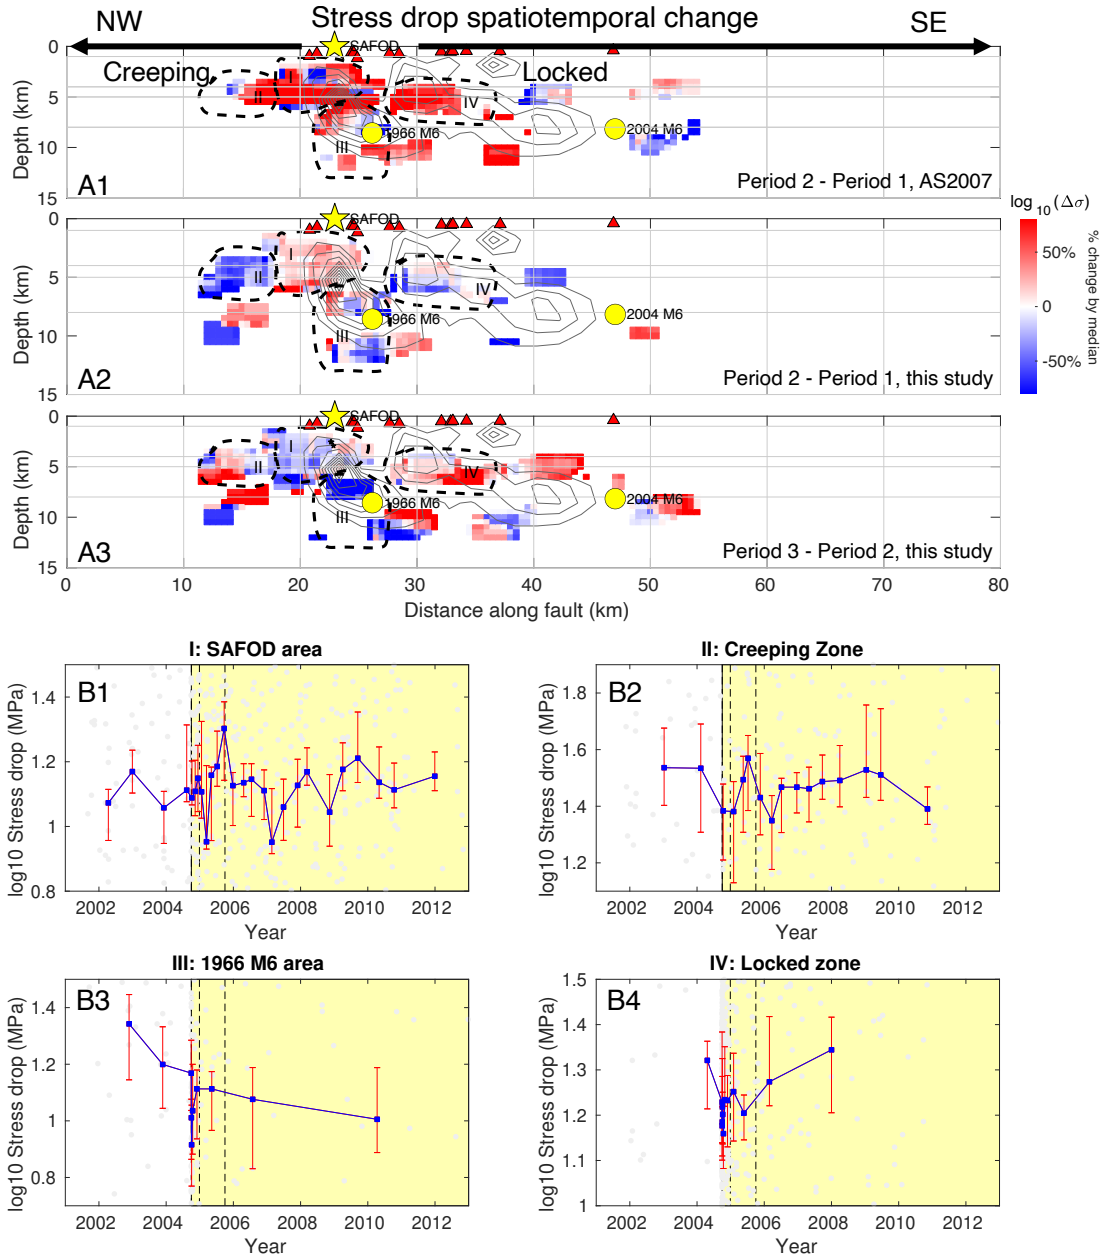 Stress drop spatiotemporal change
NW
SE
0
5
10
15
Depth (km)
SAFOD
Creeping
Locked
I
II
III
IV
1966 M6
2004 M6
A1
Period 2 - Period 1, AS2007
0
5
10
15
Depth (km)
SAFOD
I
II
III
IV
1966 M6
2004 M6
A2
Period 2 - Period 1, this study
0
5
10
15
Depth (km)
SAFOD
I
II
III
IV
1966 M6
2004 M6
A3
Period 3 - Period 2, this study
0 10 20 30 40 50 60 70 80
Distance along fault (km)
log10(Δσ)
50%
0
-50%
% change by median
I: SAFOD area
B1
1.4
1.2
1
0.8
log10 Stress drop (MPa)
2002 2004 2006 2008 2010 2012
Year
II: Creeping Zone
B2
1.8
1.6
1.4
1.2
log10 Stress drop (MPa)
2002 2004 2006 2008 2010 2012
Year
III: 1966 M6 area
B3
1.4
1.2
1
0.8
log10 Stress drop (MPa)
2002 2004 2006 2008 2010 2012
Year
IV: Locked zone
B4
1.5
1.4
1.3
1.2
1.1
1
log10 Stress drop (MPa)
2002 2004 2006 2008 2010 2012
Year